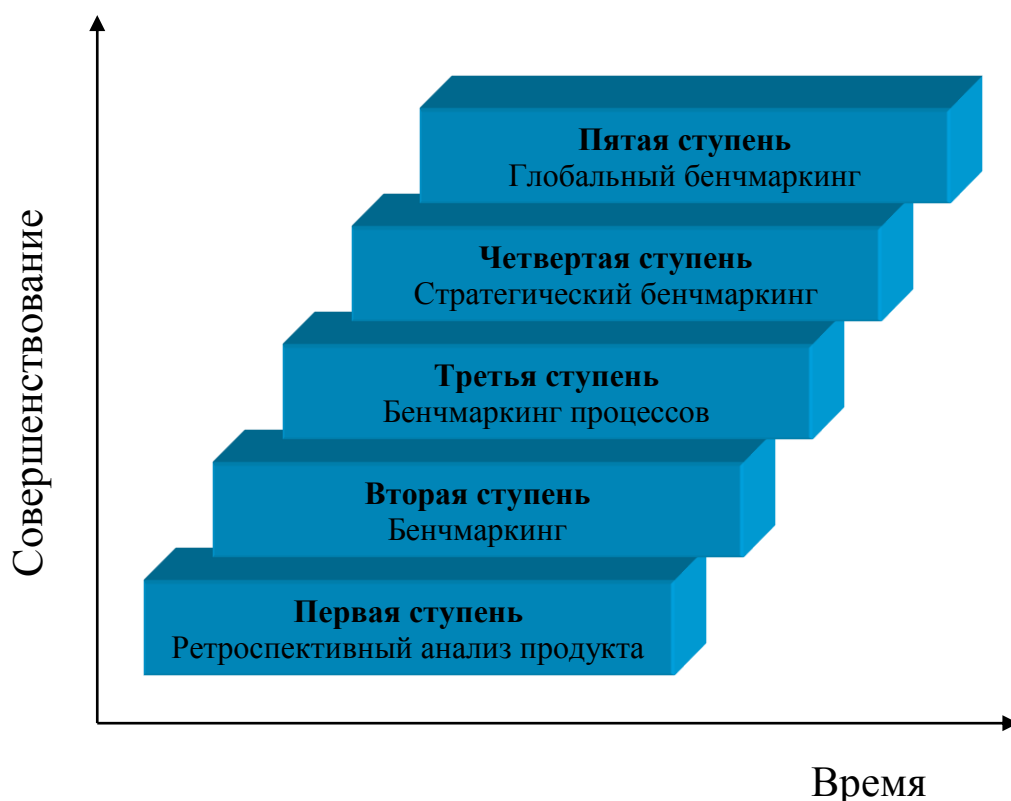 Совершенствование
Пятая ступень
Глобальный бенчмаркинг
Четвертая ступень
Стратегический бенчмаркинг
Третья ступень
Бенчмаркинг процессов
Вторая ступень
Бенчмаркинг
Первая ступень
Ретроспективный анализ продукта
Время